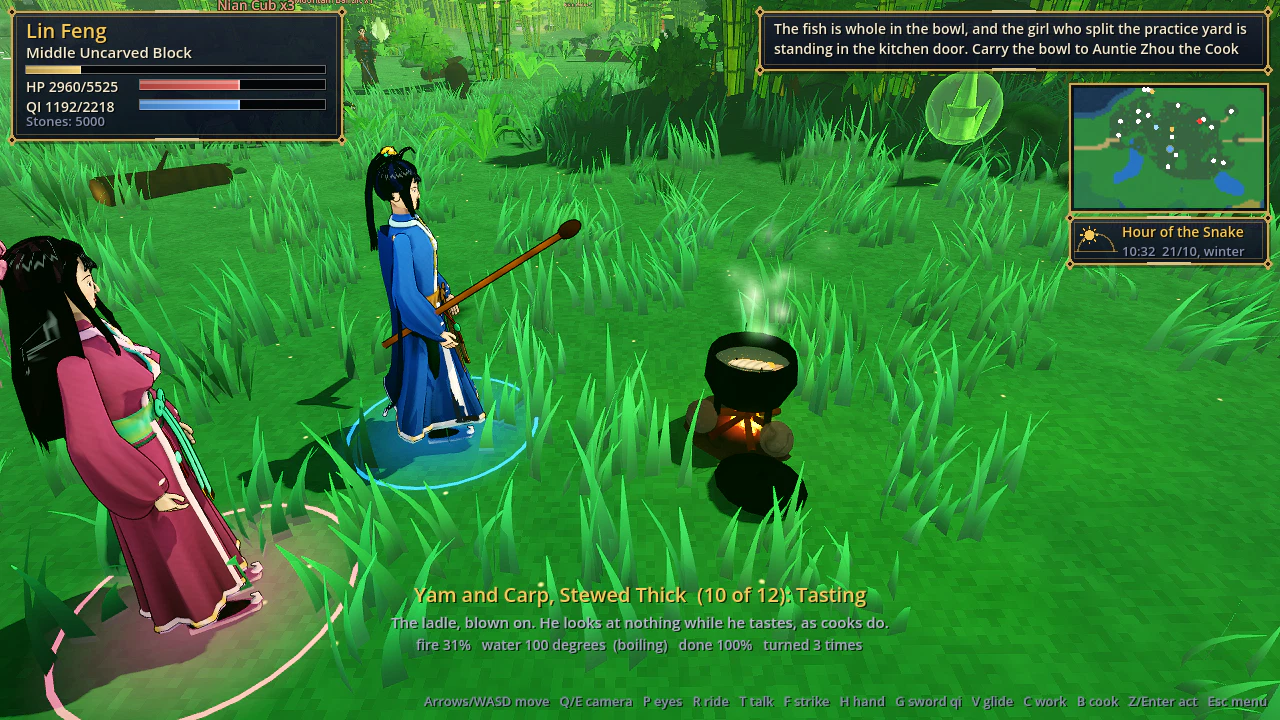 Nian Cub x3
Lin Feng
Middle Uncarved Block
HP 2960/5525
QI 1192/2218
Stones: 5000
The fish is whole in the bowl, and the girl who split the practice yard is
standing in the kitchen door. Carry the bowl to Auntie Zhou the Cook
Hour of the Snake
10:32 21/10, winter
Yam and Carp, Stewed Thick (10 of 12): Tasting
The ladle, blown on. He looks at nothing while he tastes, as cooks do.
fire 31% water 100 degrees (boiling) done 100% turned 3 times
Arrows/WASD move Q/E camera P eyes R ride T talk F strike H hand G sword qi V glide C work B cook Z/Enter act Esc menu